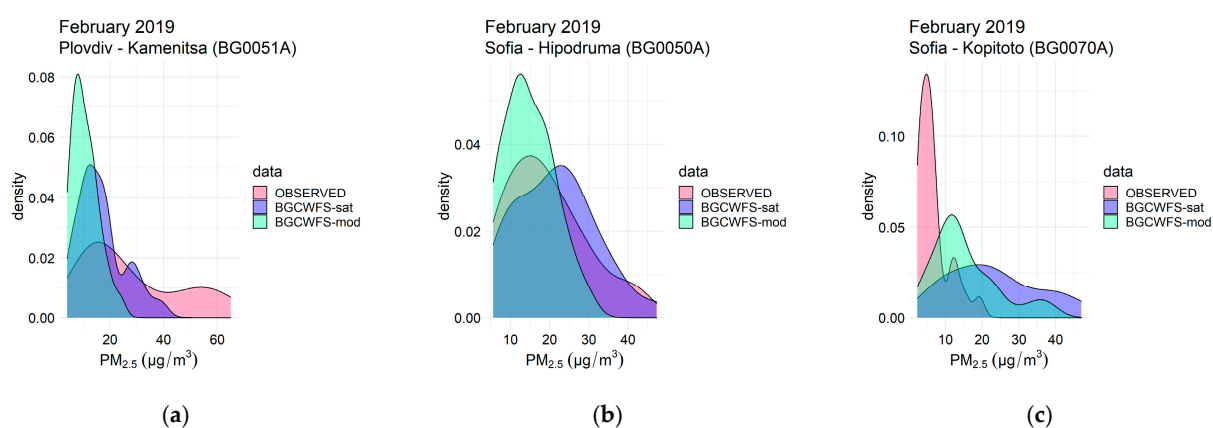 February 2019
Plovdiv - Kamenitsa (BG0051A)
0.08
0.06
0.04
0.02
0.00
density
20
40
60
PM2.5 (µg/m³)
data
OBSERVED
BGCWFS-sat
BGCWFS-mod
(a)
February 2019
Sofia - Hipodruma (BG0050A)
0.04
0.02
0.00
density
10
20
30
40
PM2.5 (µg/m³)
data
OBSERVED
BGCWFS-sat
BGCWFS-mod
(b)
February 2019
Sofia - Kopitoto (BG0070A)
0.10
0.05
0.00
density
10
20
30
40
PM2.5 (µg/m³)
data
OBSERVED
BGCWFS-sat
BGCWFS-mod
(c)